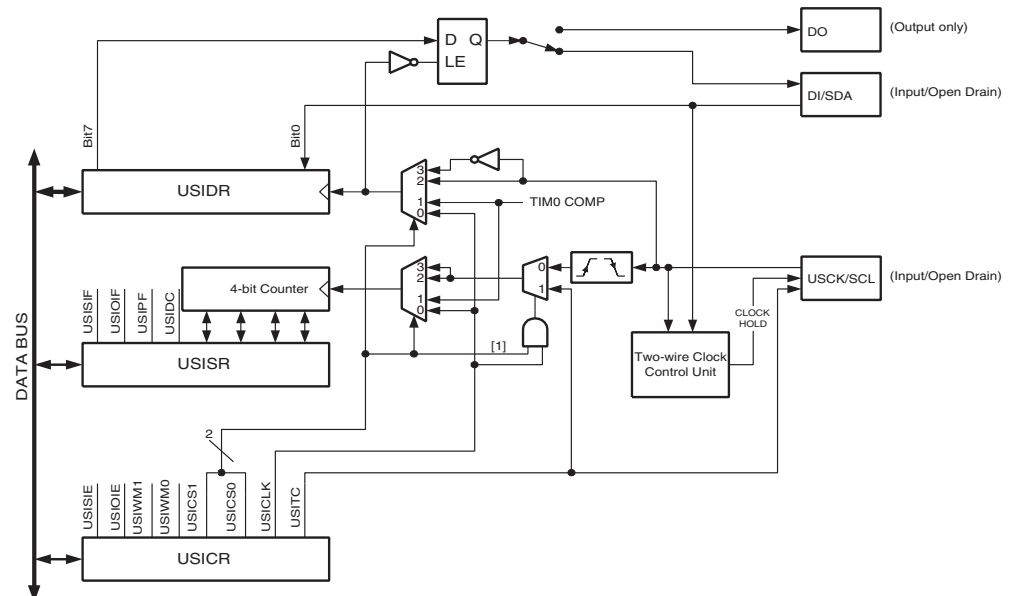 D Q
LE
DO
(Output only)
DI/SDA
(Input/Open Drain)
Bit7
Bit0
USIDR
3
2
1
0
TIM0 COMP
4-bit Counter
3
2
1
0
0
1
USCK/SCL
(Input/Open Drain)
CLOCK
HOLD
USISIF
USIOIF
USIPF
USIDC
[1]
Two-wire Clock
Control Unit
USISR
DATA BUS
2
USISIE
USIOIE
USIWM1
USIWM0
USICS1
USICS0
USICLK
USITC
USICR